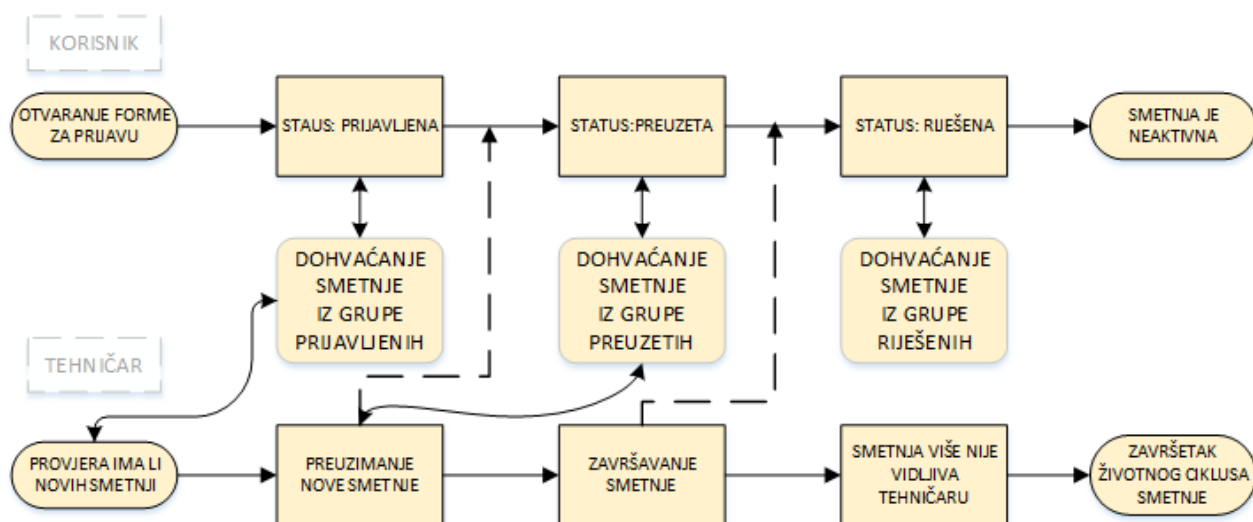 KORISNIK
OTVARANJE FORME
ZA PRIJAVU
STAUS: PRIJAVLJENA
STATUS:PREUZETA
STATUS: RIJEŠENA
SMETNJA JE
NEAKTIVNA
DOHVAĆANJE
SMETNJE
IZ GRUPE
PRIJAVLJENIH
DOHVAĆANJE
SMETNJE
IZ GRUPE
PREUZETIH
DOHVAĆANJE
SMETNJE
IZ GRUPE
RIJEŠENIH
TEHNIČAR
PROVJERA IMA LI
NOVIH SMETNJI
PREUZIMANJE
NOVE SMETNJE
ZAVRŠAVANJE
SMETNJE
SMETNJA VIŠE NIJE
VIDLJIVA
TEHNIČARU
ZAVRŠETAK
ŽIVOTNOG CIKLUSA
SMETNJE